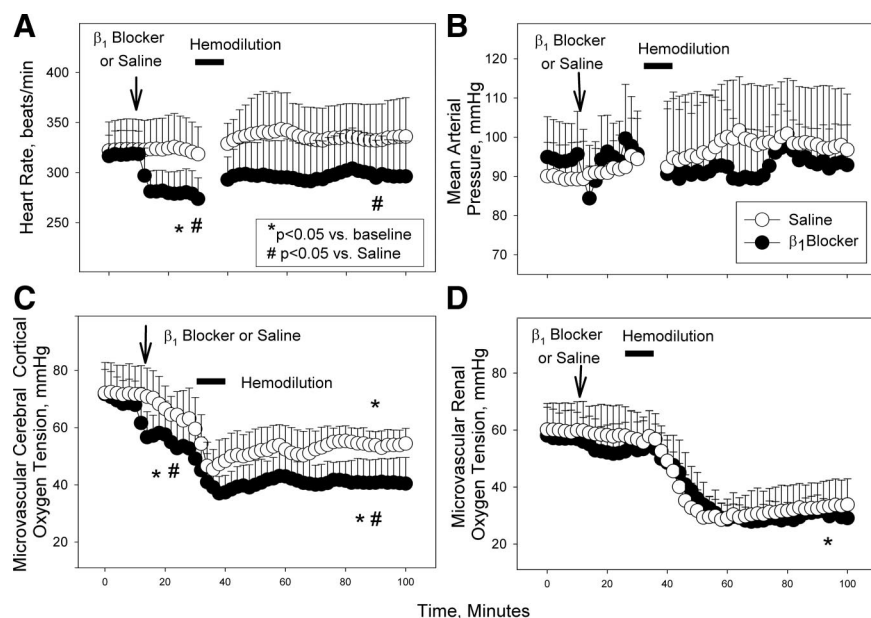 A
β1 Blocker
or Saline
Hemodilution
Heart Rate, beats/min
400
350
300
250
*
#
#
*p<0.05 vs. baseline
# p<0.05 vs. Saline
B
β1 Blocker
or Saline
Hemodilution
Mean Arterial
Pressure, mmHg
120
110
100
90
80
70
Saline
β1Blocker
C
β1 Blocker or Saline
Hemodilution
Microvascular Cerebral Cortical
Oxygen Tension, mmHg
80
60
40
20
* #
*
* #
0 20 40 60 80 100
D
β1 Blocker
or Saline
Hemodilution
Microvascular Renal
Oxygen Tension, mmHg
80
60
40
20
*
0 20 40 60 80 100
Time, Minutes